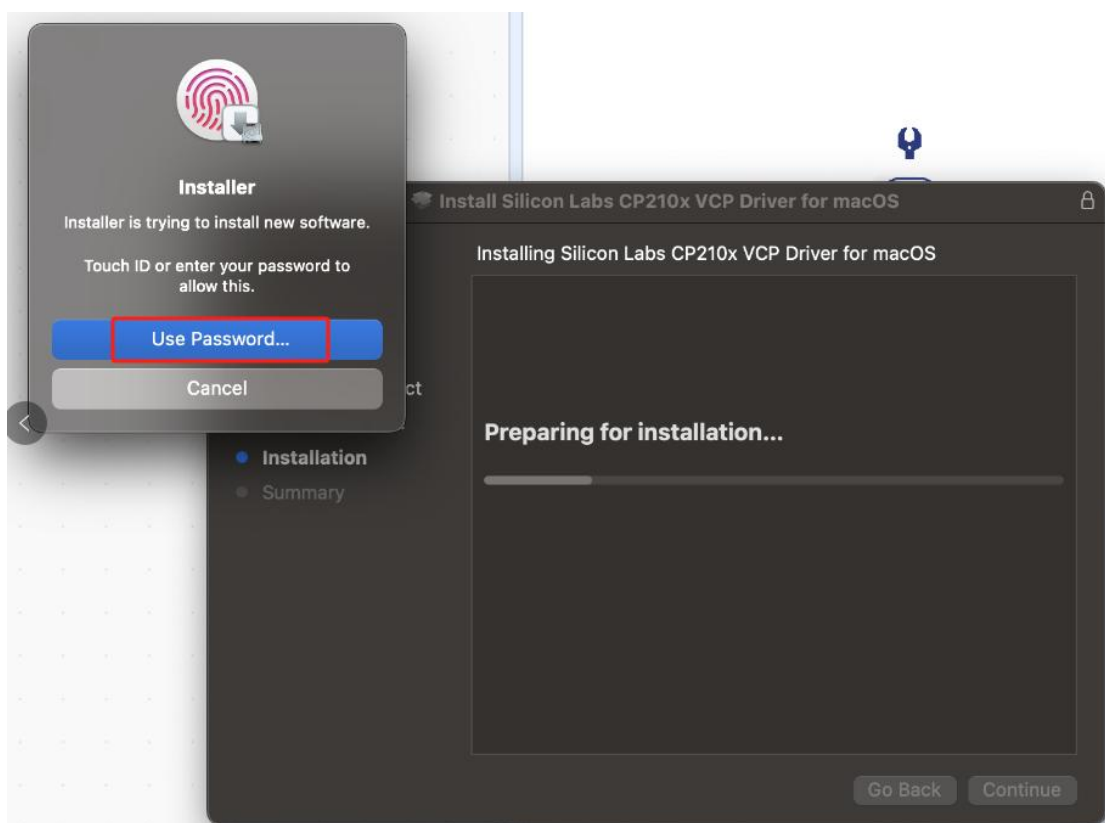 Installer
Installer is trying to install new software.
Touch ID or enter your password to
allow this.
Use Password...
Cancel
Install Silicon Labs CP210x VCP Driver for macOS
Installing Silicon Labs CP210x VCP Driver for macOS
ct
Installation
Summary
Preparing for installation...
Go Back
Continue